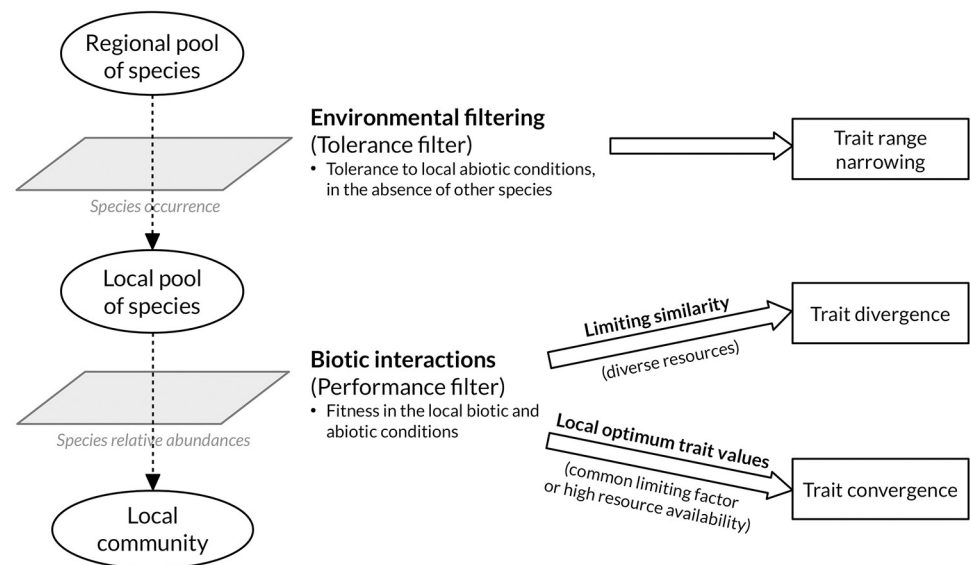 Regional pool
of species
Environmental filtering
(Tolerance filter)
• Tolerance to local abiotic conditions,
in the absence of other species
Trait range
narrowing
Species occurrence
Local pool
of species
Biotic interactions
(Performance filter)
• Fitness in the local biotic and
abiotic conditions
Limiting similarity
(diverse resources)
Trait divergence
Local optimum trait values
(common limiting factor
or high resource availability)
Trait convergence
Species relative abundances
Local
community